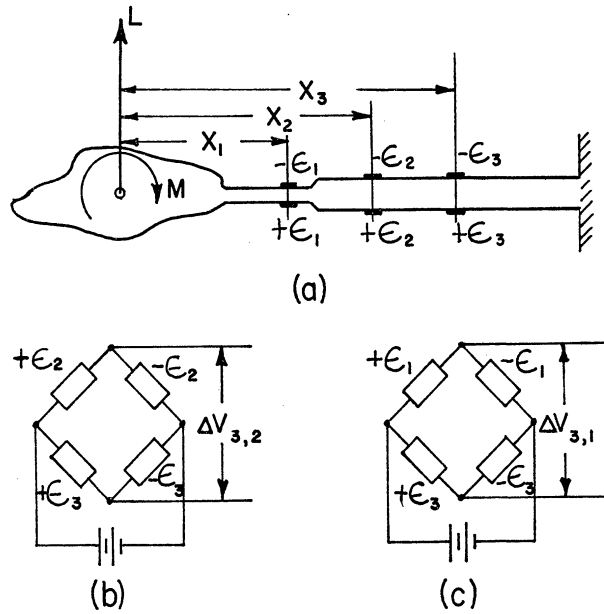 L
X₃
X₂
X₁
-ϵ₁ -ϵ₂ -ϵ₃
M
+ϵ₁ +ϵ₂ +ϵ₃
(a)
+ϵ₂ -ϵ₂
ΔV₃,₂
+ϵ₃ -ϵ₃
(b)
+ϵ₁ -ϵ₁
ΔV₃,₁
+ϵ₃ -ϵ₃
(c)